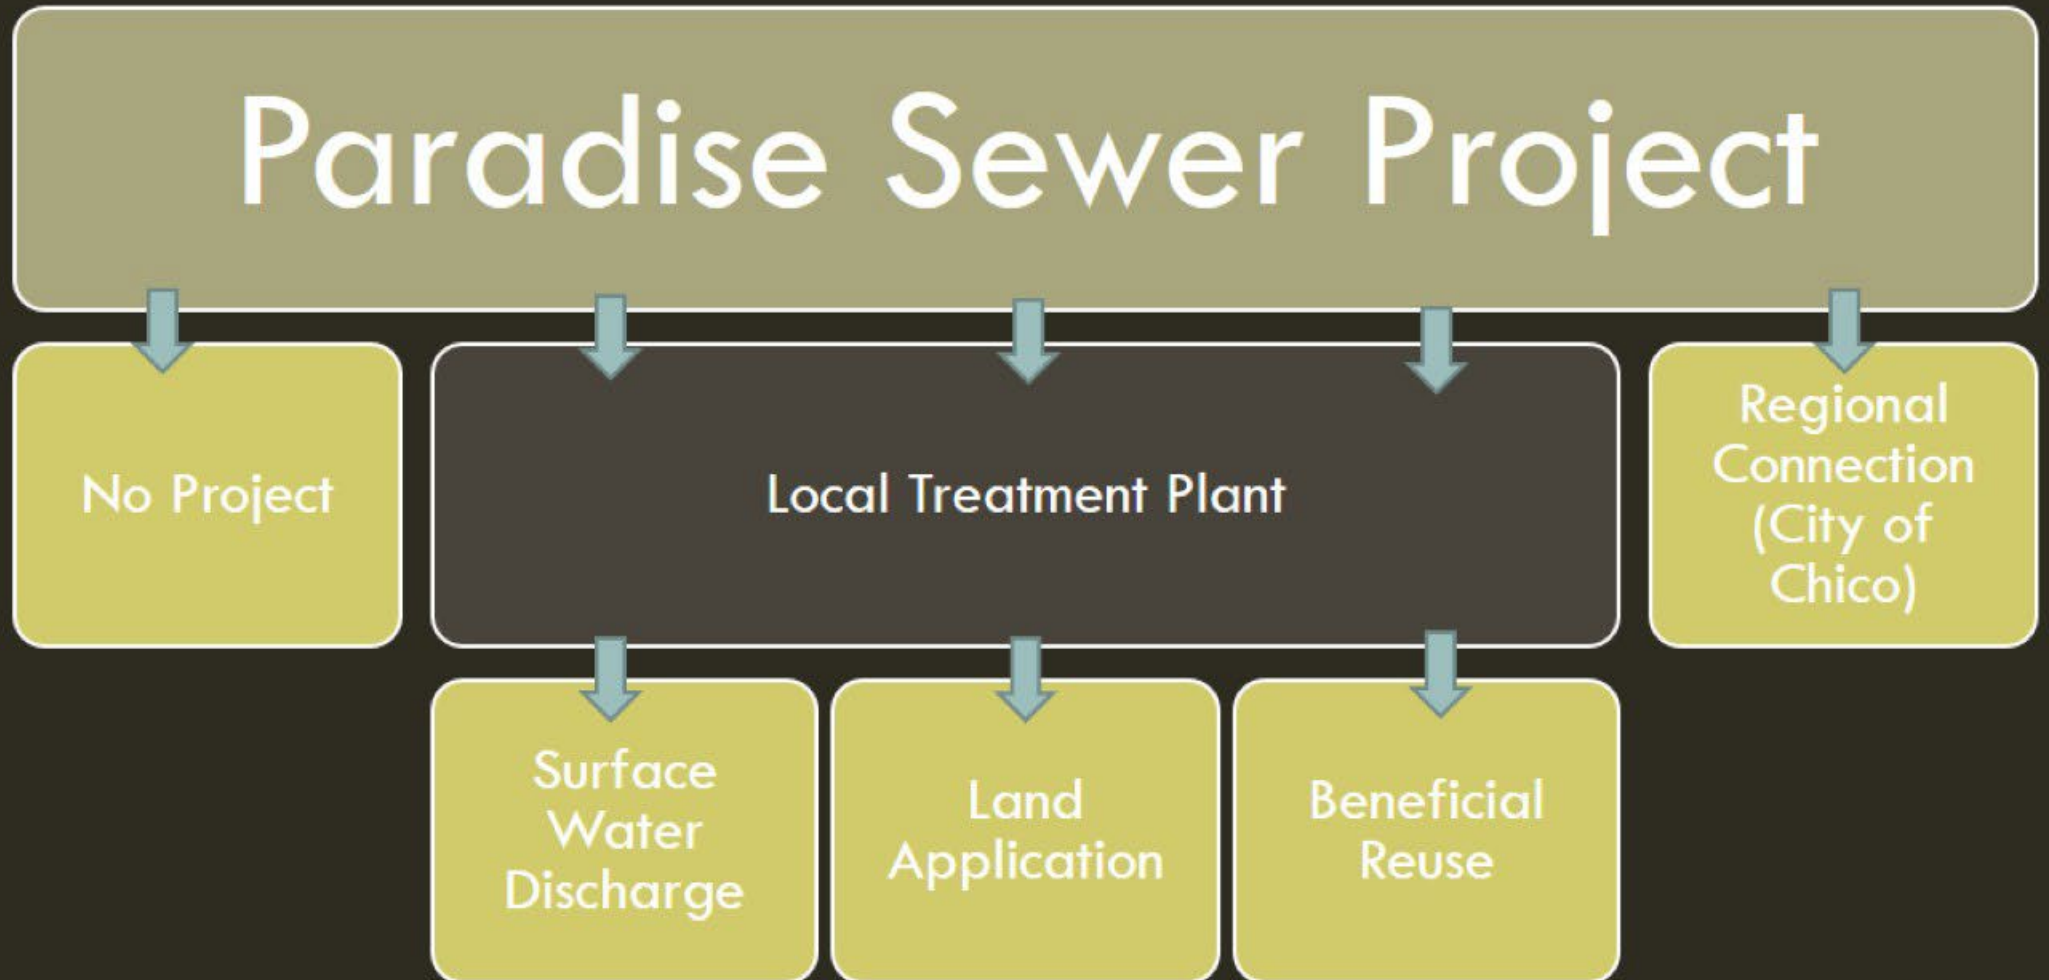 Paradise Sewer Project
No Project
Local Treatment Plant
Regional
Connection
(City of
Chico)
Surface
Water
Discharge
Land
Application
Beneficial
Reuse